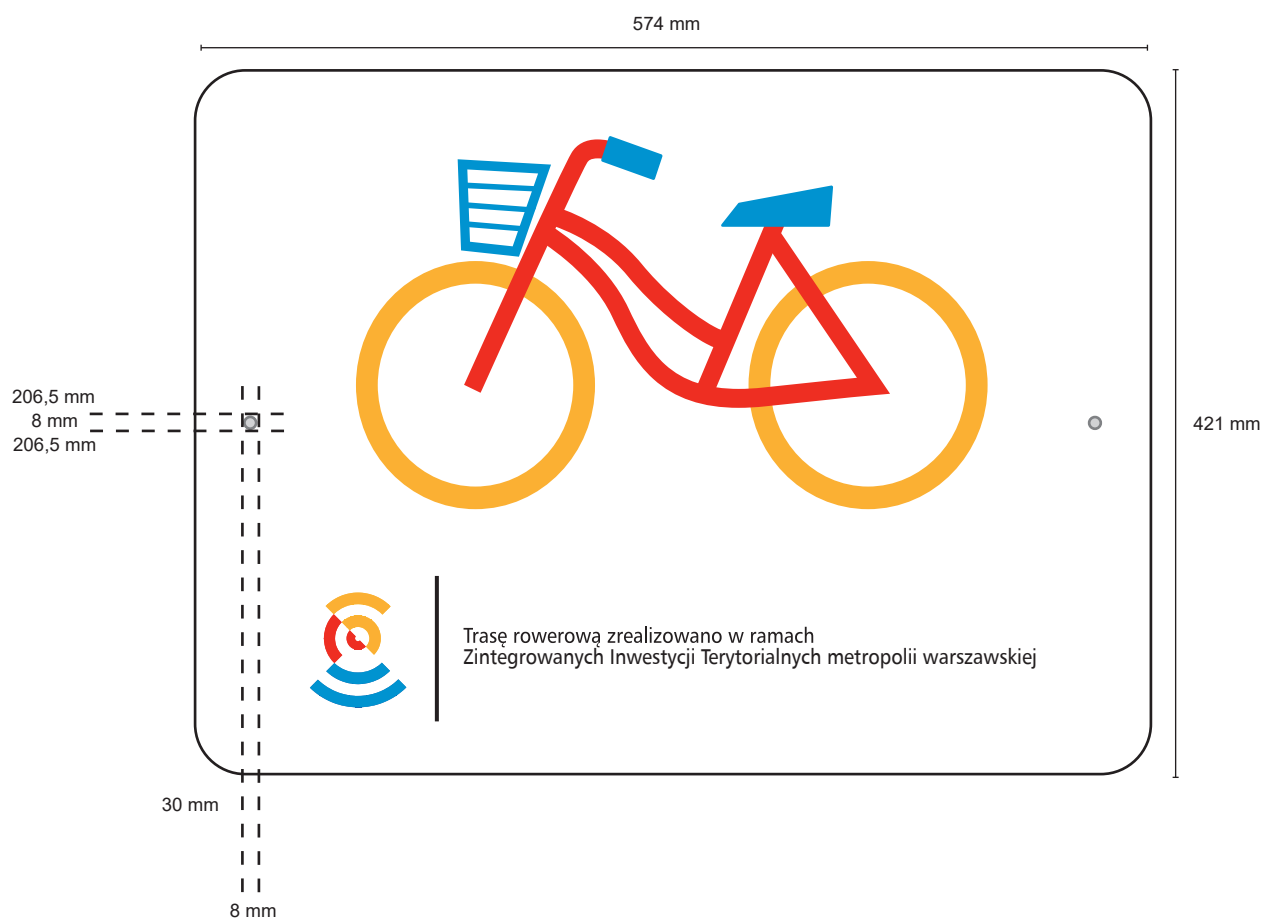 574 mm
206,5 mm
8 mm
206,5 mm
421 mm
Trasę rowerową zrealizowano w ramach
Zintegrowanych Inwestycji Terytorialnych metropolii warszawskiej
30 mm
8 mm